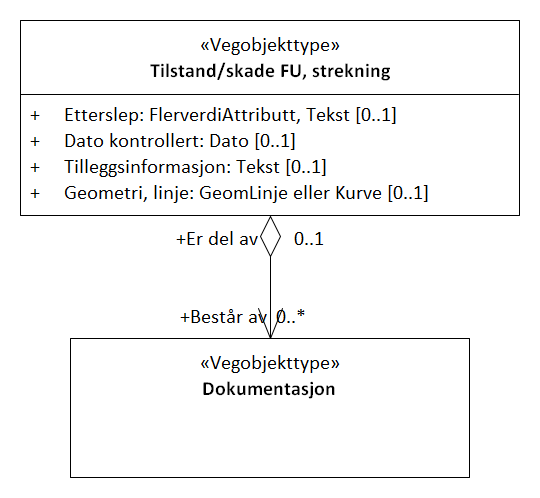 «Vegobjekttype»
Tilstand/skade FU, strekning
+ Etterslep: FlerverdiAttributt, Tekst [0..1]
+ Dato kontrollert: Dato [0..1]
+ Tilleggsinformasjon: Tekst [0..1]
+ Geometri, linje: GeomLinje eller Kurve [0..1]
+Er del av 0..1
+Består av 0..*
«Vegobjekttype»
Dokumentasjon